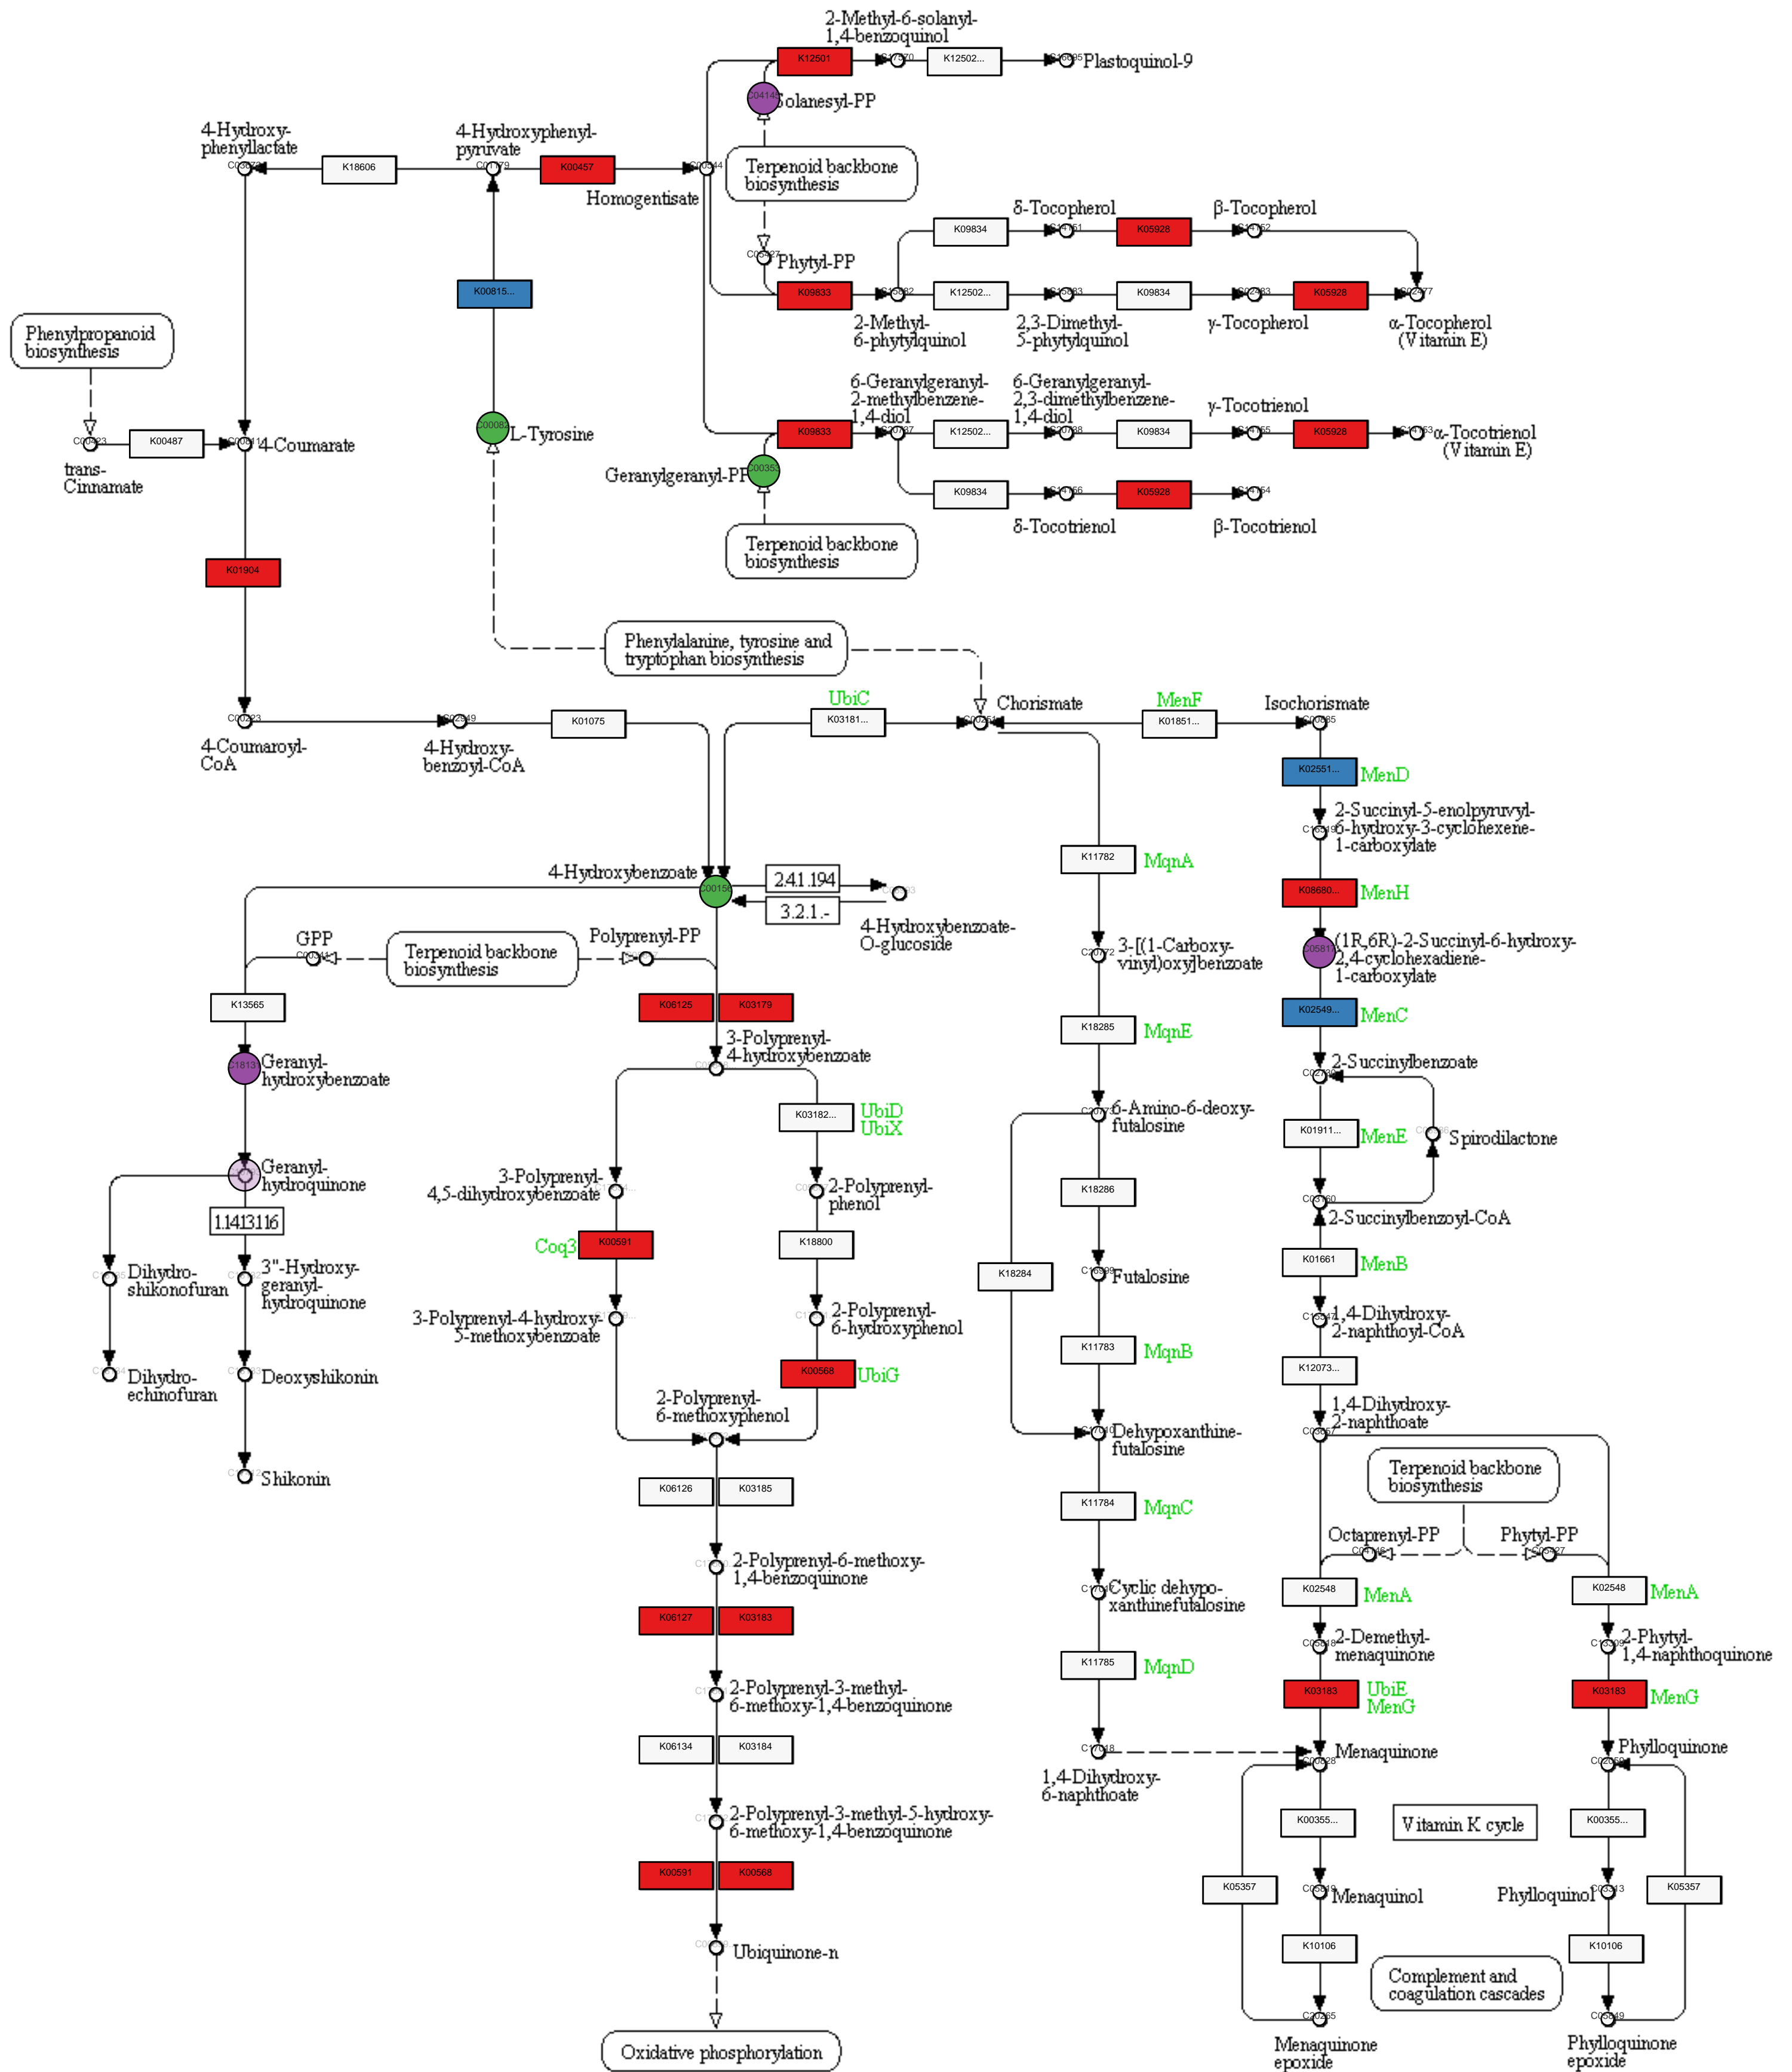 2-Methyl-6-solanyl-
1,4-benzoquinol
K12501
K12502...
Plastoquinol-9
Solanesyl-PP
4-Hydroxy-
phenyllactate
K18606
4-Hydroxyphenyl-
pyruvate
K00457
Homogentisate
Terpenoid backbone
biosynthesis
Phytyl-PP
K09834
δ-Tocopherol
K05928
β-Tocopherol
K00815...
K09833
K12502...
K09834
K05928
2-Methyl-
6-phytylquinol
2,3-Dimethyl-
5-phytylquinol
γ-Tocopherol
α-Tocopherol
(Vitamin E)
Phenylpropanoid
biosynthesis
6-Geranylgeranyl-
2-methylbenzene-
1,4-diol
6-Geranylgeranyl-
2,3-dimethylbenzene-
1,4-diol
γ-Tocotrienol
C00423
K00487
4-Coumarate
trans-
Cinnamate
C00082
L-Tyrosine
K09833
K12502...
K09834
K05928
α-Tocotrienol
(Vitamin E)
Geranylgeranyl-PP
C00353
K09834
K05928
δ-Tocotrienol
β-Tocotrienol
Terpenoid backbone
biosynthesis
K01904
Phenylalanine, tyrosine and
tryptophan biosynthesis
C00223
4-Coumaroyl-
CoA
4-Hydroxy-
benzoyl-CoA
K01075
UbiC
K03181...
Chorismate
MenF
K01851...
Isochorismate
K02551...
MenD
2-Succinyl-5-enolpyruvyl-
6-hydroxy-3-cyclohexene-
1-carboxylate
K11782
MqnA
4-Hydroxybenzoate
C00156
2.4.1.194
3.2.1.-
4-Hydroxybenzoate-
O-glucoside
K08680...
MenH
GPP
Terpenoid backbone
biosynthesis
Polyprenyl-PP
3-[(1-Carboxy-
vinyl)oxy]benzoate
(1R,6R)-2-Succinyl-6-hydroxy-
2,4-cyclohexadiene-
1-carboxylate
K13565
K06125
K03179
K18285
MqnE
K02549...
MenC
3-Polyprenyl-
4-hydroxybenzoate
Geranyl-
hydroxybenzoate
2-Succinylbenzoate
K03182...
UbiD
UbiX
6-Amino-6-deoxy-
futalosine
K01911...
MenE
Spirodilactone
Geranyl-
hydroquinone
3-Polyprenyl-
4,5-dihydroxybenzoate
2-Polyprenyl-
phenol
K18286
2-Succinylbenzoyl-CoA
1.14.13.116
Coq3
K00591
K18800
K01661
MenB
Dihydro-
shikonofuran
3"-Hydroxy-
geranyl-
hydroquinone
K18284
Futalosine
3-Polyprenyl-4-hydroxy-
5-methoxybenzoate
2-Polyprenyl-
6-hydroxyphenol
1,4-Dihydroxy-
2-naphthoyl-CoA
K11783
MqnB
K00568
UbiG
K12073...
Dihydro-
echinofuran
Deoxyshikonin
2-Polyprenyl-
6-methoxyphenol
1,4-Dihydroxy-
2-naphthoate
Dehypoxanthine-
futalosine
Shikonin
K06126
K03185
K11784
MqnC
Terpenoid backbone
biosynthesis
Octaprenyl-PP
Phytyl-PP
2-Polyprenyl-6-methoxy-
1,4-benzoquinone
Cyclic dehypo-
xanthinefutalosine
K02548
MenA
K02548
MenA
K06127
K03183
K11785
MqnD
2-Demethyl-
menaquinone
2-Phytyl-
1,4-naphthoquinone
2-Polyprenyl-3-methyl-
6-methoxy-1,4-benzoquinone
K03183
UbiE
MenG
K03183
MenG
K06134
K03184
C17018
Menaquinone
Phylloquinone
1,4-Dihydroxy-
6-naphthoate
2-Polyprenyl-3-methyl-5-hydroxy-
6-methoxy-1,4-benzoquinone
K00355...
Vitamin K cycle
K00355...
K00591
K00568
K05357
Menaquinol
Phylloquinol
K05357
Ubiquinone-n
K10106
K10106
Complement and
coagulation cascades
Oxidative phosphorylation
Menaquinone
epoxide
Phylloquinone
epoxide